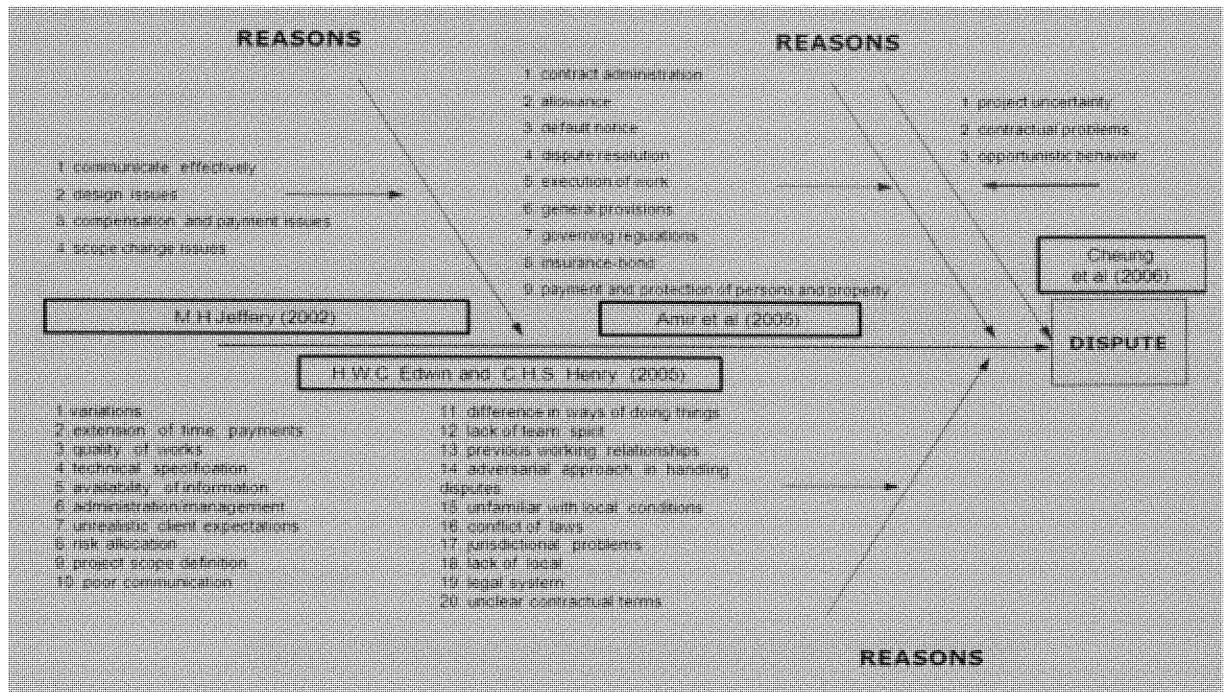 REASONS
1 communicate effectively
2 design issues
3 compensation and payment issues
4 scope change issues
M.H.Jeffery (2002)
REASONS
1 contract administration
2 allowance
3 default notice
4 dispute resolution
5 execution of work
6 general provisions
7 governing regulations
8 insurance-bond
9 payment and protection of persons and property
Amir et al (2005)
1 project uncertainty
2 contractual problems
3 opportunistic behavior
Cheung
et al (2006)
DISPUTE
H.W.C. Edwin and C.H.S. Henry (2005)
1 variations
2 extension of time, payments
3 quality of works
4 technical specification
5 availability of information
6 administration/management
7 unrealistic client expectations
8 risk allocation
9 project scope definition
10 poor communication
11 difference in ways of doing things
12 lack of team spirit
13 previous working relationships
14 adversarial approach in handling
disputes
15 unfamiliar with local conditions
16 conflict of laws
17 jurisdictional problems
18 lack of local
19 legal system
20 unclear contractual terms
REASONS